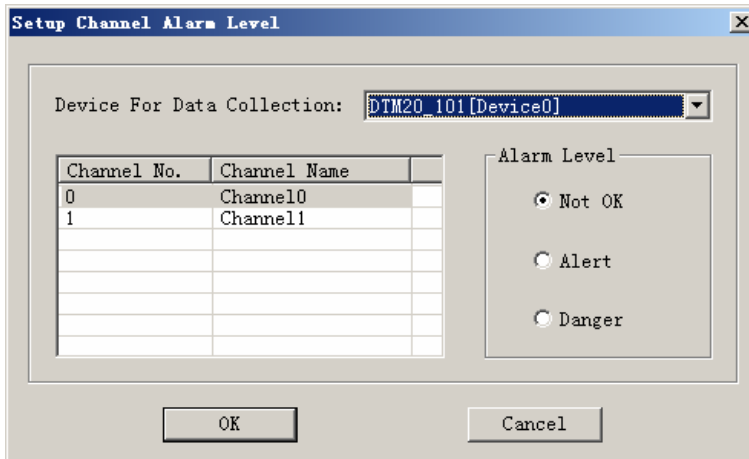 Setup Channel Alarm Level
Device For Data Collection: DTM20_101[Device0]
Channel No. Channel Name
0 Channel0
1 Channel1
Alarm Level
Not OK
Alert
Danger
OK Cancel